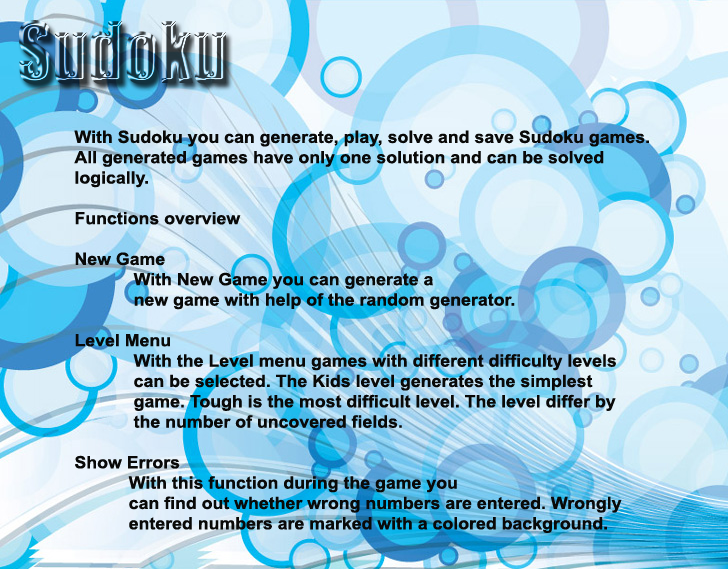 Sudoku
With Sudoku you can generate, play, solve and save Sudoku games.
All generated games have only one solution and can be solved
logically.
Functions overview
New Game
With New Game you can generate a
new game with help of the random generator.
Level Menu
With the Level menu games with different difficulty levels
can be selected. The Kids level generates the simplest
game. Tough is the most difficult level. The level differ by
the number of uncovered fields.
Show Errors
With this function during the game you
can find out whether wrong numbers are entered. Wrongly
entered numbers are marked with a colored background.